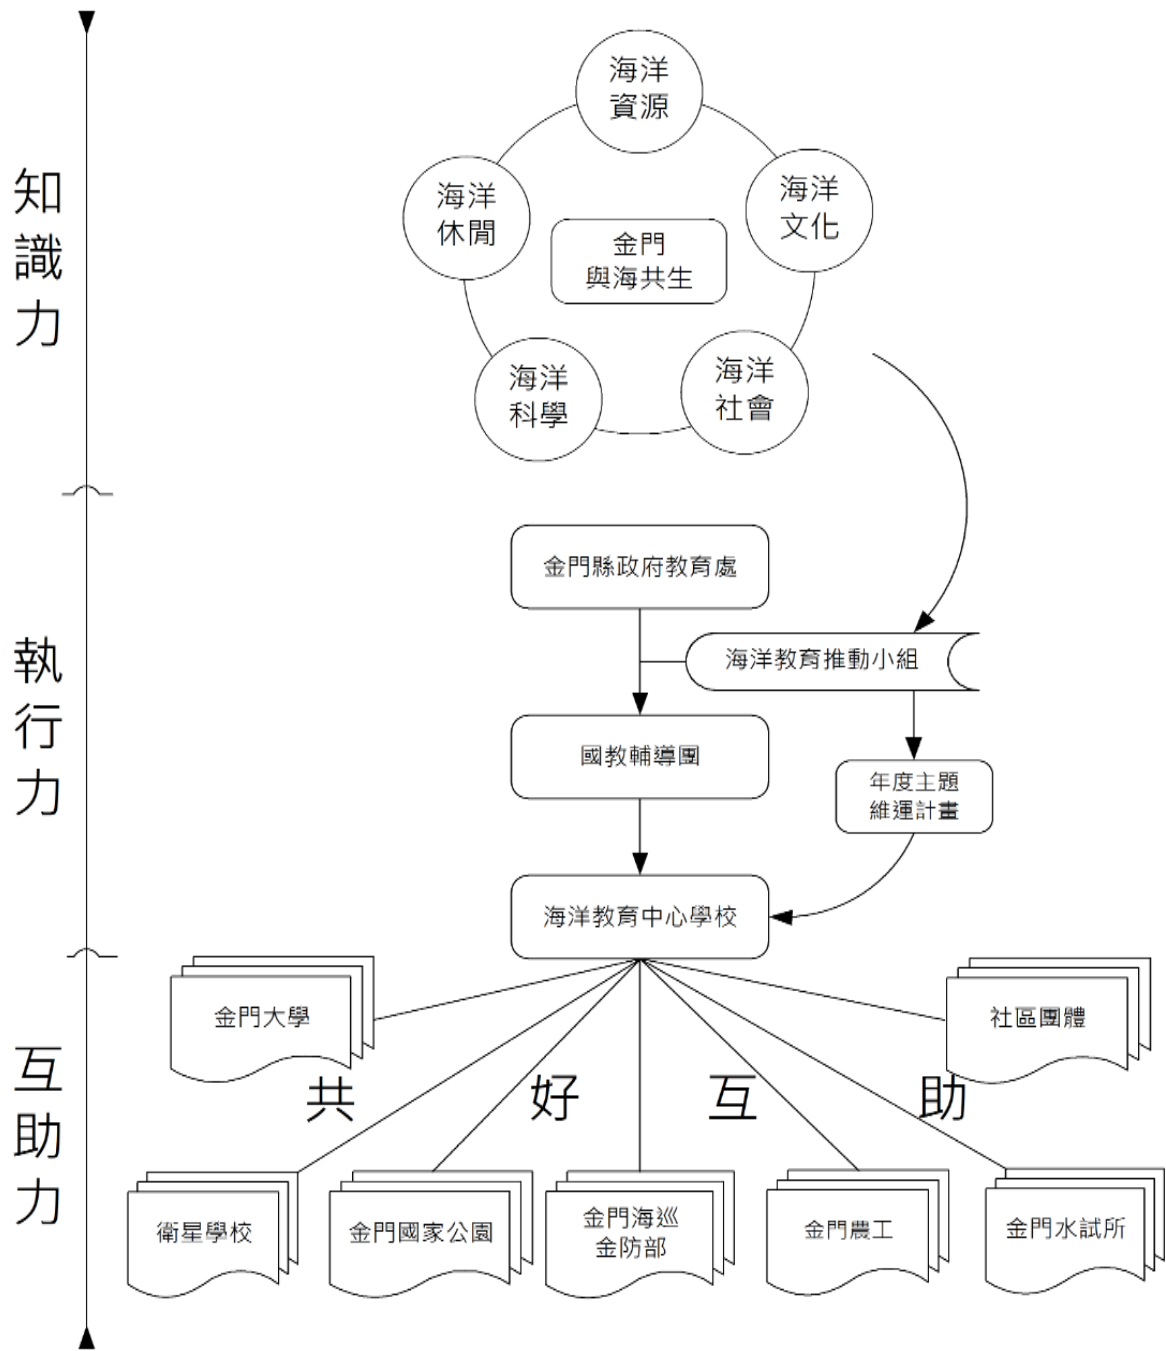 知識力
海洋
資源
海洋
休閒
海洋
文化
金門
與海共生
海洋
科學
海洋
社會
執行力
金門縣政府教育處
海洋教育推動小組
國教輔導團
年度主題
維運計畫
海洋教育中心學校
互助力
金門大學
社區團體
共好互助
衛星學校
金門國家公園
金門海巡
金防部
金門農工
金門水試所